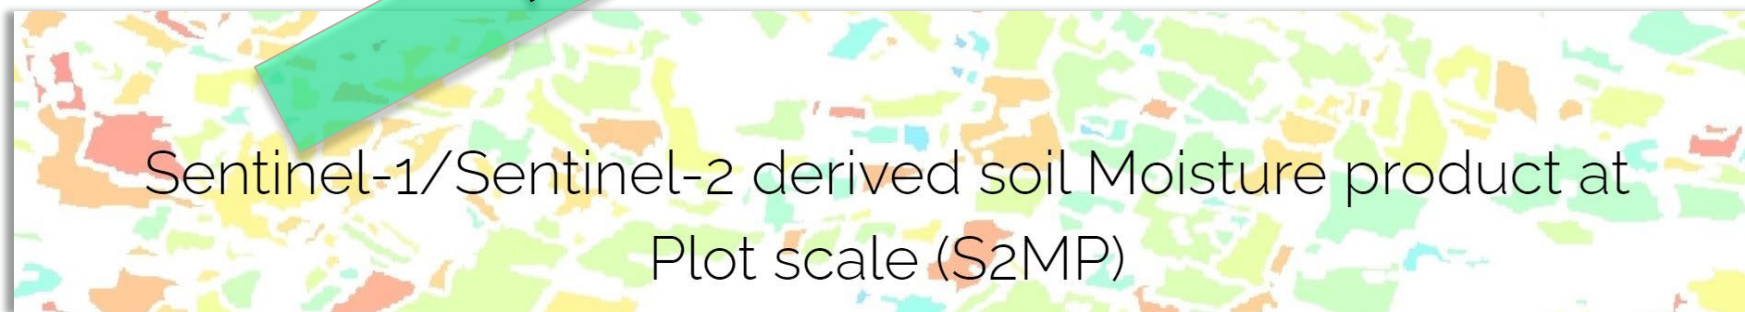 Sentinel-1/Sentinel-2 derived soil Moisture product at
Plot scale (S2MP)